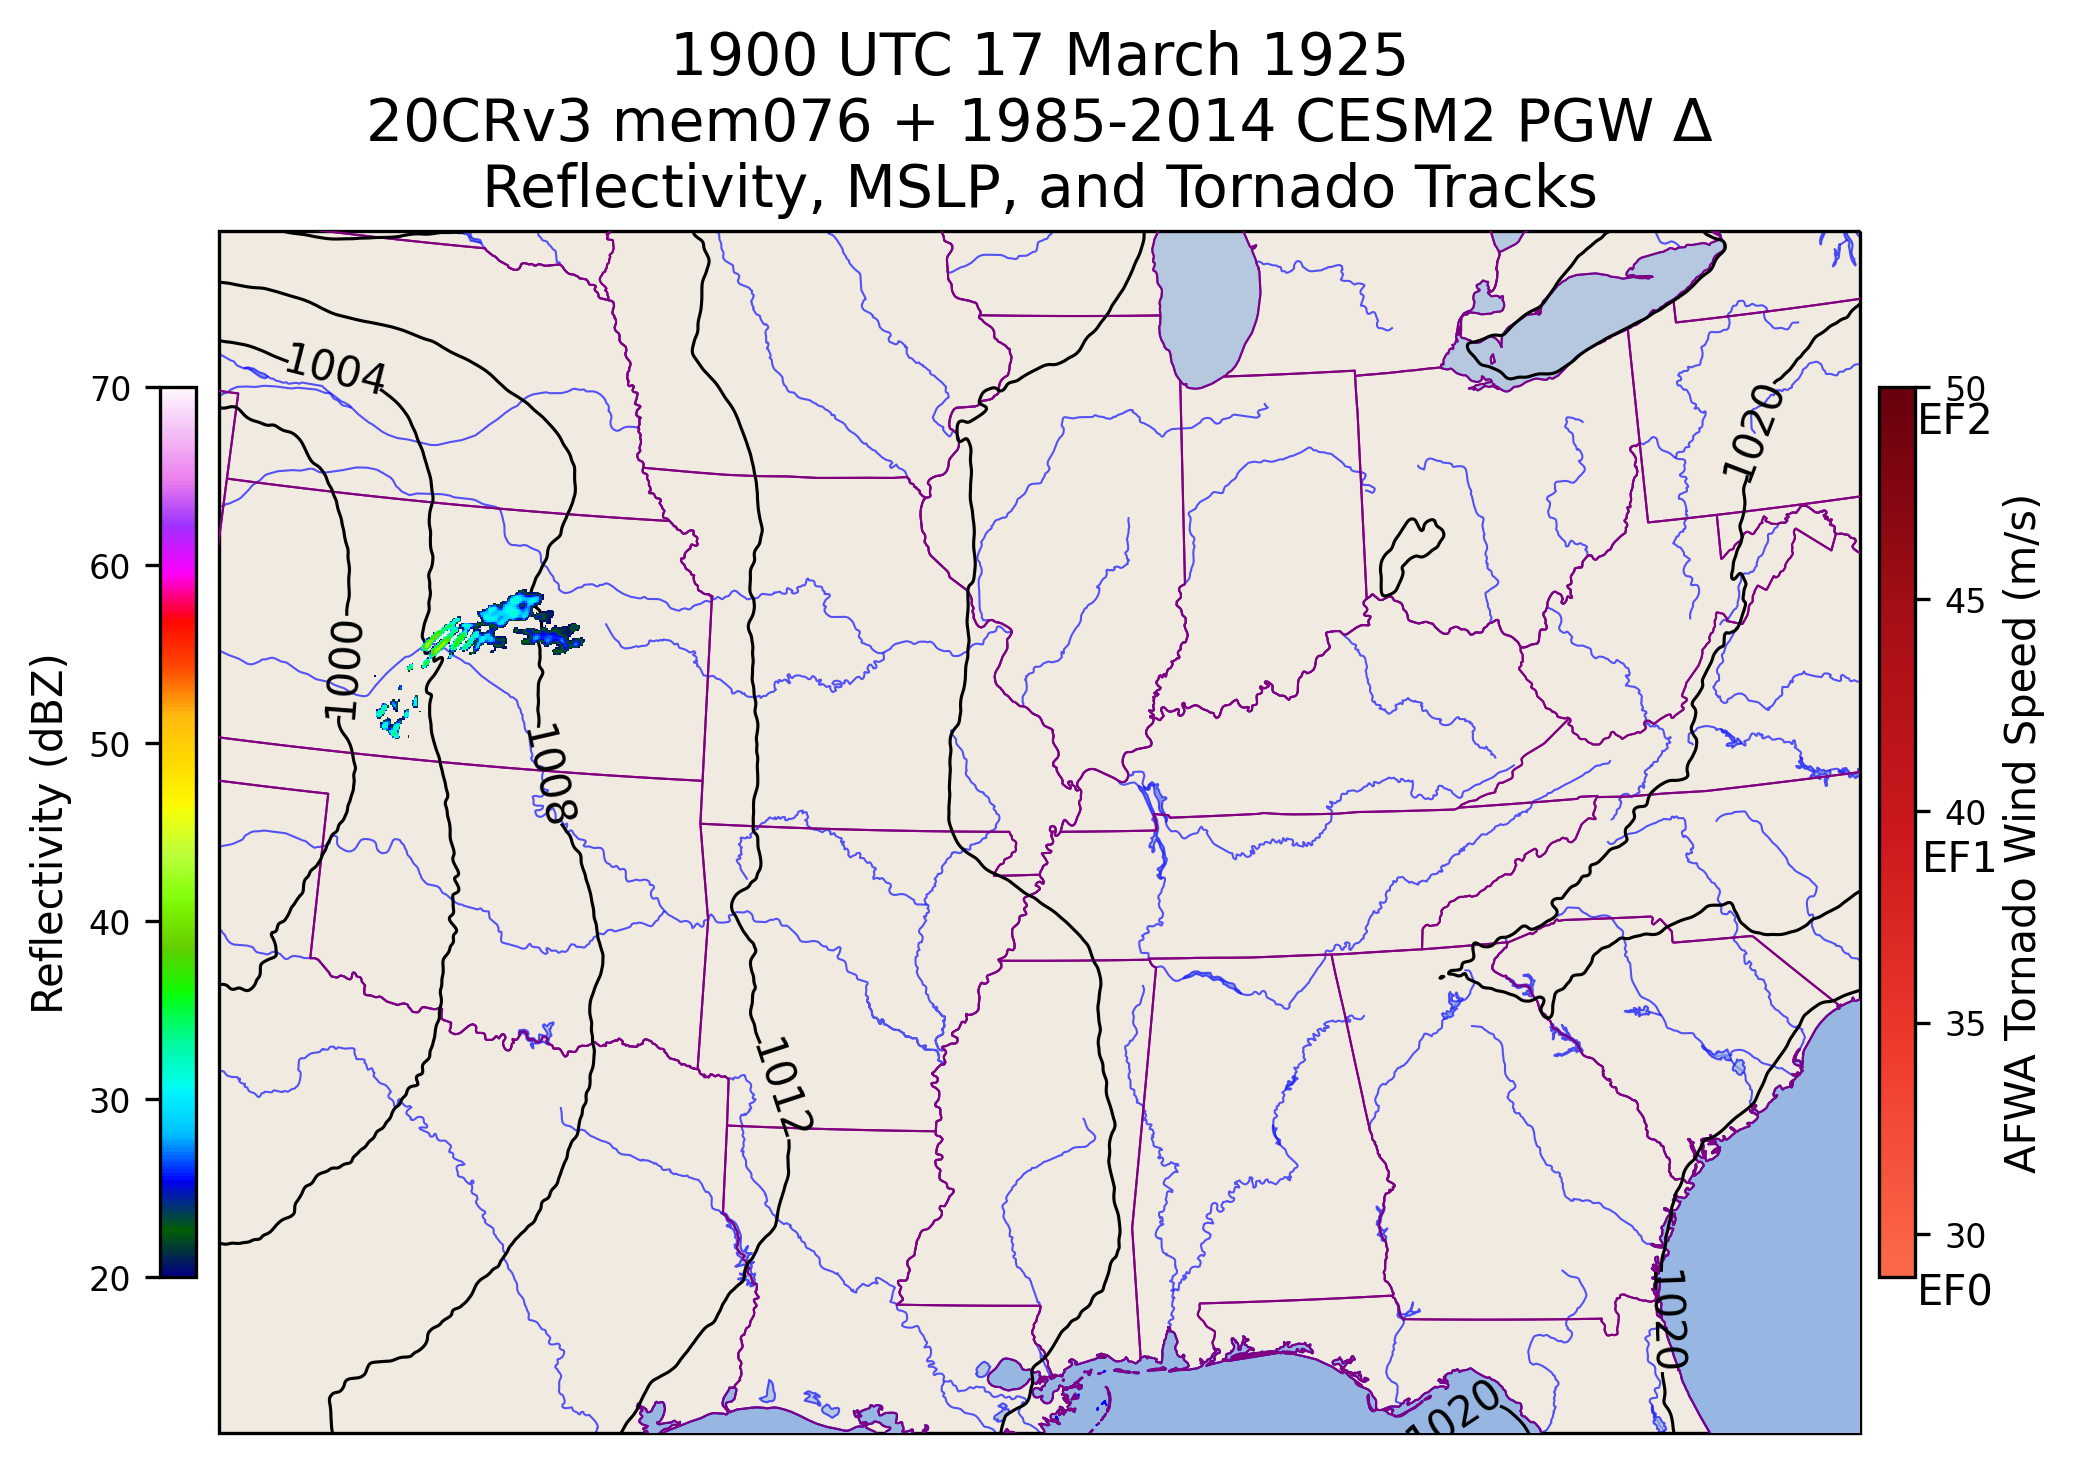 1900 UTC 17 March 1925
20CRv3 mem076 + 1985-2014 CESM2 PGW Δ
Reflectivity, MSLP, and Tornado Tracks
Reflectivity (dBZ)
70
60
50
40
30
20
1004
1000
1008
1012
1020
1020
1020
50
EF2
45
40
EF1
35
30
EF0
AFWA Tornado Wind Speed (m/s)